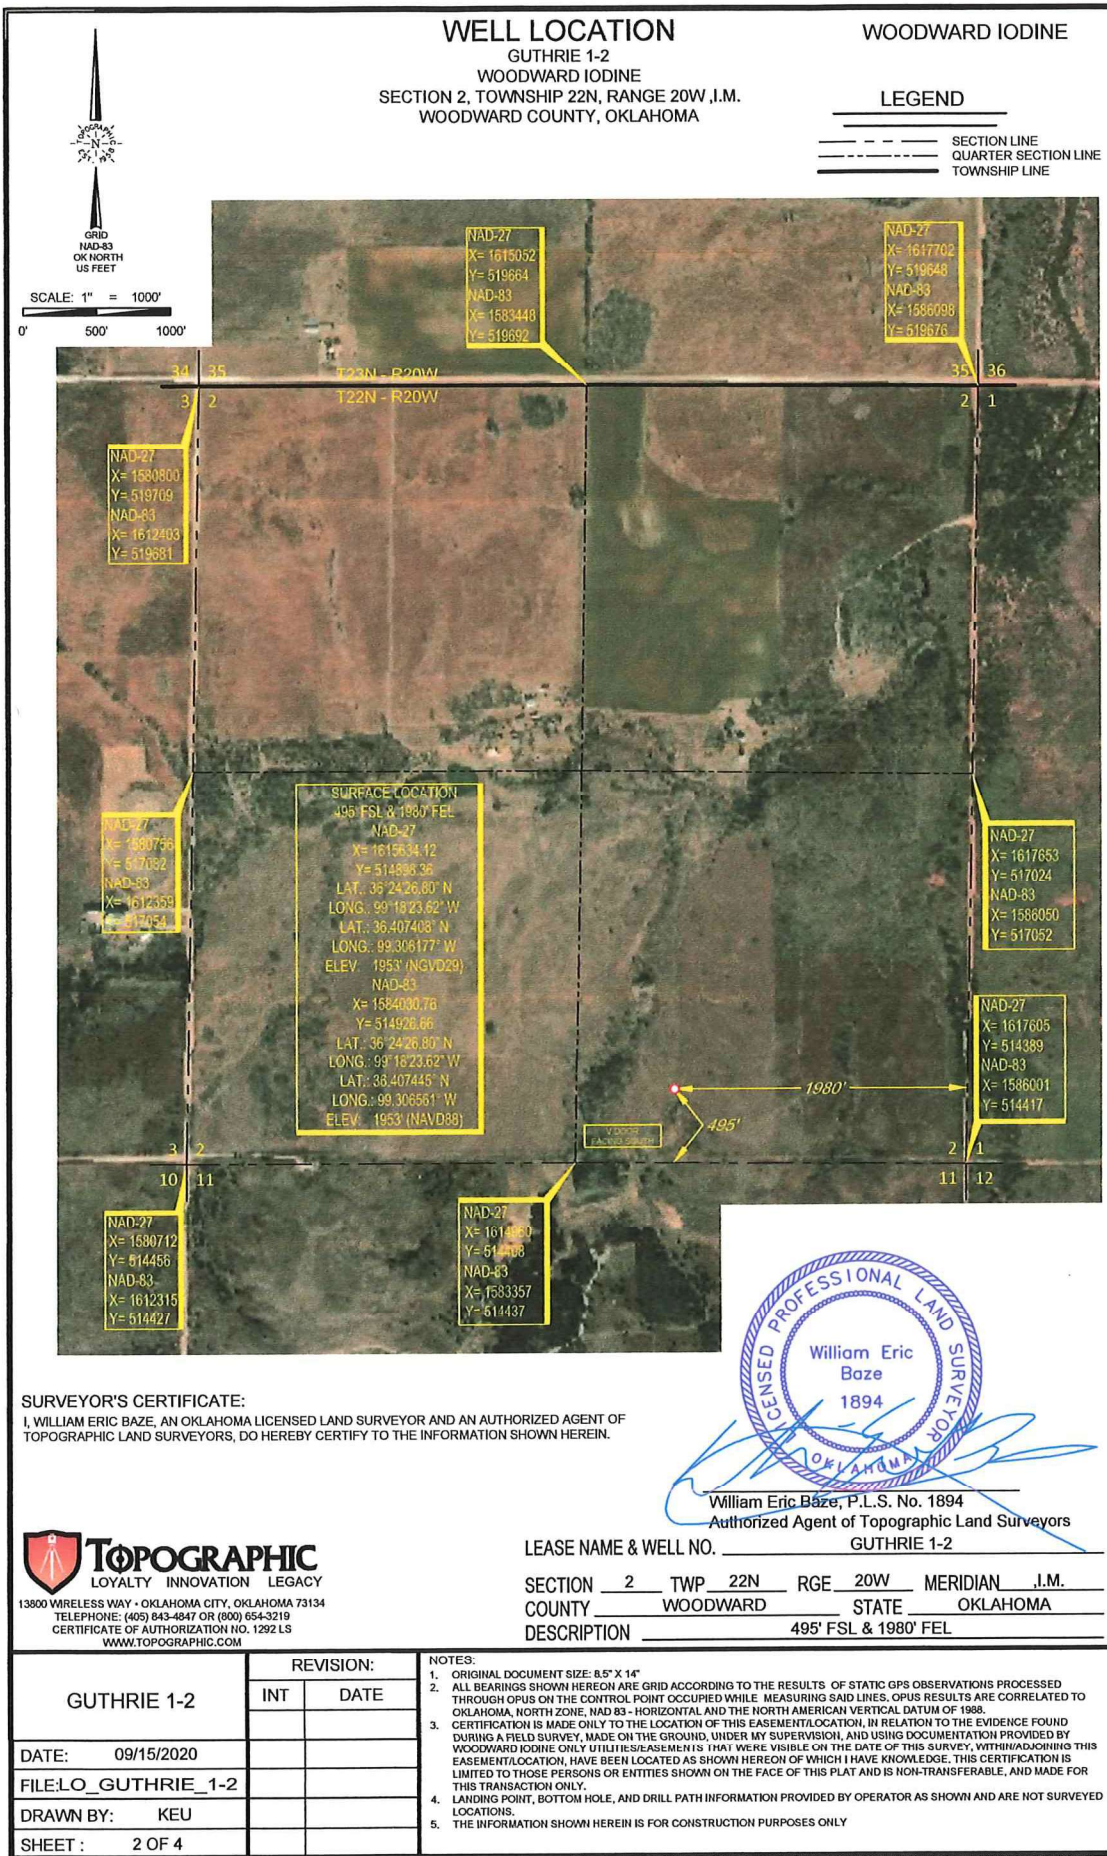 WELL LOCATION
GUTHRIE 1-2
WOODWARD IODINE
SECTION 2, TOWNSHIP 22N, RANGE 20W ,I.M.
WOODWARD COUNTY, OKLAHOMA
WOODWARD IODINE
LEGEND
SECTION LINE
QUARTER SECTION LINE
TOWNSHIP LINE
TOPOGRAPHIC
N
EST. 1950
GRID
NAD-83
OK NORTH
US FEET
SCALE: 1" = 1000'
0' 500' 1000'
NAD-27
X= 1615052
Y= 519664
NAD-83
X= 1583448
Y= 519692
NAD-27
X= 1617702
Y= 519648
NAD-83
X= 1586098
Y= 519676
34 35
T23N - R20W
35 36
3 2
T22N - R20W
2 1
NAD-27
X= 1580800
Y= 519709
NAD-83
X= 1612403
Y= 519681
NAD-27
X= 1580756
Y= 517082
NAD-83
X= 1612359
Y= 517054
SURFACE LOCATION
495' FSL & 1980' FEL
NAD-27
X= 1615634.12
Y= 514898.36
LAT.: 36°24'26.80" N
LONG.: 99°18'23.62" W
LAT.: 36.407408° N
LONG.: 99.306177° W
ELEV: 1953' (NGVD29)
NAD-83
X= 1584030.76
Y= 514926.66
LAT.: 36°24'26.80" N
LONG.: 99°18'23.62" W
LAT.: 36.407445° N
LONG.: 99.306561° W
ELEV: 1953' (NAVD88)
NAD-27
X= 1617653
Y= 517024
NAD-83
X= 1586050
Y= 517052
NAD-27
X= 1617605
Y= 514389
NAD-83
X= 1586001
Y= 514417
1980'
495'
V DOOR
FACING SOUTH
3 2
2 1
10 11
11 12
NAD-27
X= 1580712
Y= 514456
NAD-83
X= 1612315
Y= 514427
NAD-27
X= 1614960
Y= 514408
NAD-83
X= 1583357
Y= 514437
LICENSED PROFESSIONAL LAND SURVEYOR
William Eric
Baze
1894
OKLAHOMA
SURVEYOR'S CERTIFICATE:
I, WILLIAM ERIC BAZE, AN OKLAHOMA LICENSED LAND SURVEYOR AND AN AUTHORIZED AGENT OF
TOPOGRAPHIC LAND SURVEYORS, DO HEREBY CERTIFY TO THE INFORMATION SHOWN HEREIN.
William Eric Baze, P.L.S. No. 1894
Authorized Agent of Topographic Land Surveyors
TOPOGRAPHIC
LOYALTY INNOVATION LEGACY
13800 WIRELESS WAY • OKLAHOMA CITY, OKLAHOMA 73134
TELEPHONE: (405) 843-4847 OR (800) 654-3219
CERTIFICATE OF AUTHORIZATION NO. 1292 LS
WWW.TOPOGRAPHIC.COM
LEASE NAME & WELL NO. GUTHRIE 1-2
SECTION 2 TWP 22N RGE 20W MERIDIAN ,I.M.
COUNTY WOODWARD STATE OKLAHOMA
DESCRIPTION 495' FSL & 1980' FEL
GUTHRIE 1-2
REVISION:
INT DATE
DATE: 09/15/2020
FILE:LO_GUTHRIE_1-2
DRAWN BY: KEU
SHEET : 2 OF 4
NOTES:
1. ORIGINAL DOCUMENT SIZE: 8.5" X 14"
2. ALL BEARINGS SHOWN HEREON ARE GRID ACCORDING TO THE RESULTS OF STATIC GPS OBSERVATIONS PROCESSED
THROUGH OPUS ON THE CONTROL POINT OCCUPIED WHILE MEASURING SAID LINES. OPUS RESULTS ARE CORRELATED TO
OKLAHOMA, NORTH ZONE, NAD 83 - HORIZONTAL AND THE NORTH AMERICAN VERTICAL DATUM OF 1988.
3. CERTIFICATION IS MADE ONLY TO THE LOCATION OF THIS EASEMENT/LOCATION, IN RELATION TO THE EVIDENCE FOUND
DURING A FIELD SURVEY, MADE ON THE GROUND, UNDER MY SUPERVISION, AND USING DOCUMENTATION PROVIDED BY
WOODWARD IODINE ONLY UTILITIES/EASEMENTS THAT WERE VISIBLE ON THE DATE OF THIS SURVEY, WITHIN/ADJOINING THIS
EASEMENT/LOCATION, HAVE BEEN LOCATED AS SHOWN HEREON OF WHICH I HAVE KNOWLEDGE. THIS CERTIFICATION IS
LIMITED TO THOSE PERSONS OR ENTITIES SHOWN ON THE FACE OF THIS PLAT AND IS NON-TRANSFERABLE, AND MADE FOR
THIS TRANSACTION ONLY.
4. LANDING POINT, BOTTOM HOLE, AND DRILL PATH INFORMATION PROVIDED BY OPERATOR AS SHOWN AND ARE NOT SURVEYED
LOCATIONS.
5. THE INFORMATION SHOWN HEREIN IS FOR CONSTRUCTION PURPOSES ONLY